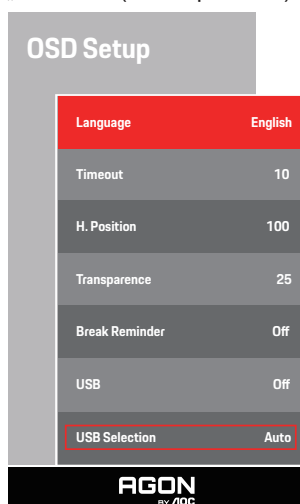 OSD Setup
Language English
Timeout 10
H. Position 100
Transparence 25
Break Reminder Off
USB Off
USB Selection Auto
AGON
BY AOC